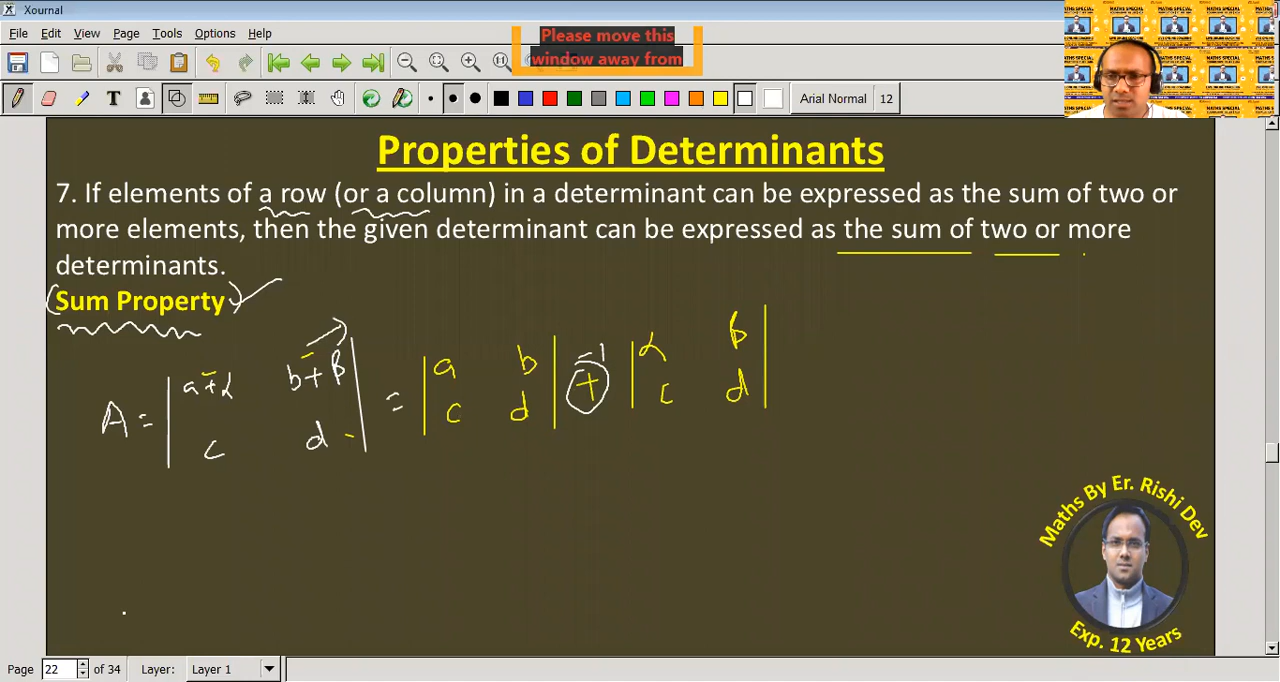 Xournal
File Edit View Page Tools Options Help
Please move this
window away from
Arial Normal 12
Properties of Determinants
7. If elements of a row (or a column) in a determinant can be expressed as the sum of two or
more elements, then the given determinant can be expressed as the sum of two or more
determinants.
(Sum Property)
A = | a+α b+β | = | a b | + | α β |
| c d | | c d | | c d |
Maths By Er. Rishi Dev
Exp. 12 Years
Page 22 of 34 Layer: Layer 1